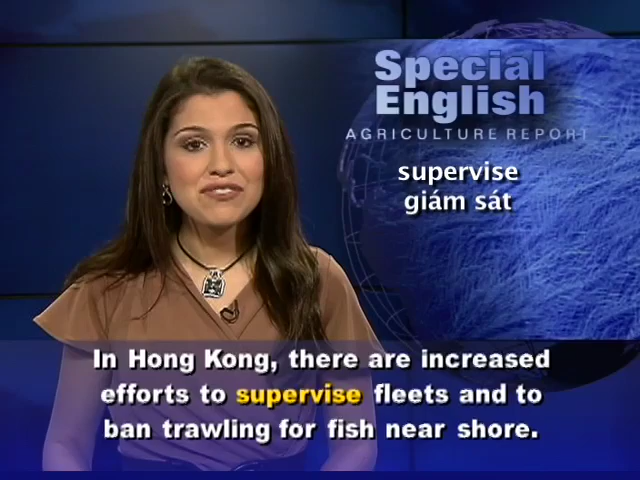 Special
English
AGRICULTURE REPORT
supervise
giám sát
In Hong Kong, there are increased
efforts to supervise fleets and to
ban trawling for fish near shore.